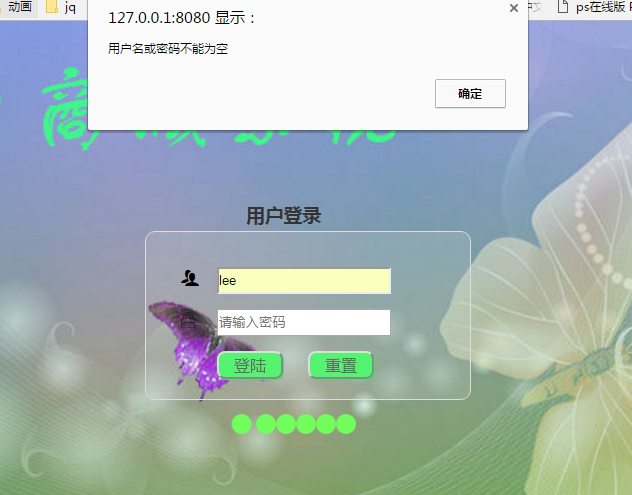 动画
jq
ps在线版
127.0.0.1:8080 显示：
用户名或密码不能为空
确定
用户登录
lee
请输入密码
登陆
重置